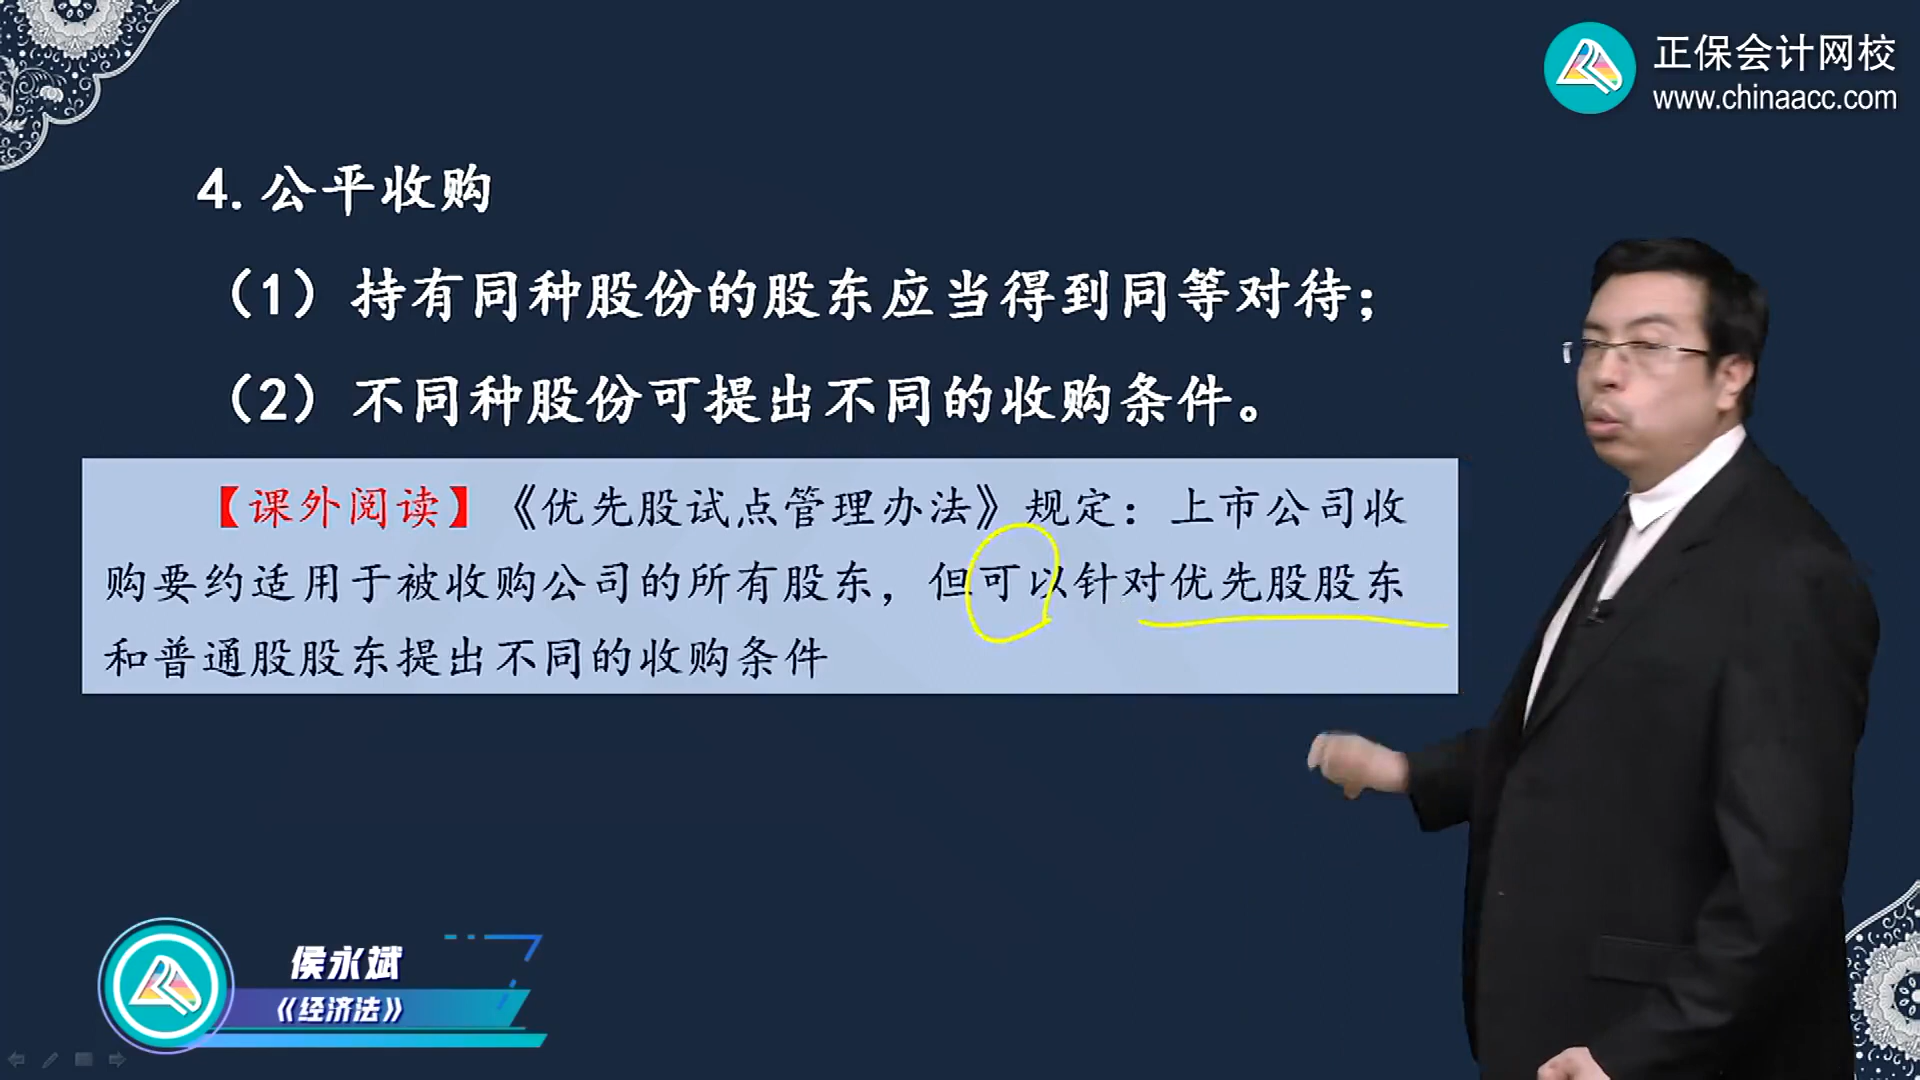 正保会计网校
www.chinaacc.com
4.公平收购
（1）持有同种股份的股东应当得到同等对待；
（2）不同种股份可提出不同的收购条件。
【课外阅读】《优先股试点管理办法》规定：上市公司收
购要约适用于被收购公司的所有股东，但可以针对优先股股东
和普通股股东提出不同的收购条件
侯永斌
《经济法》